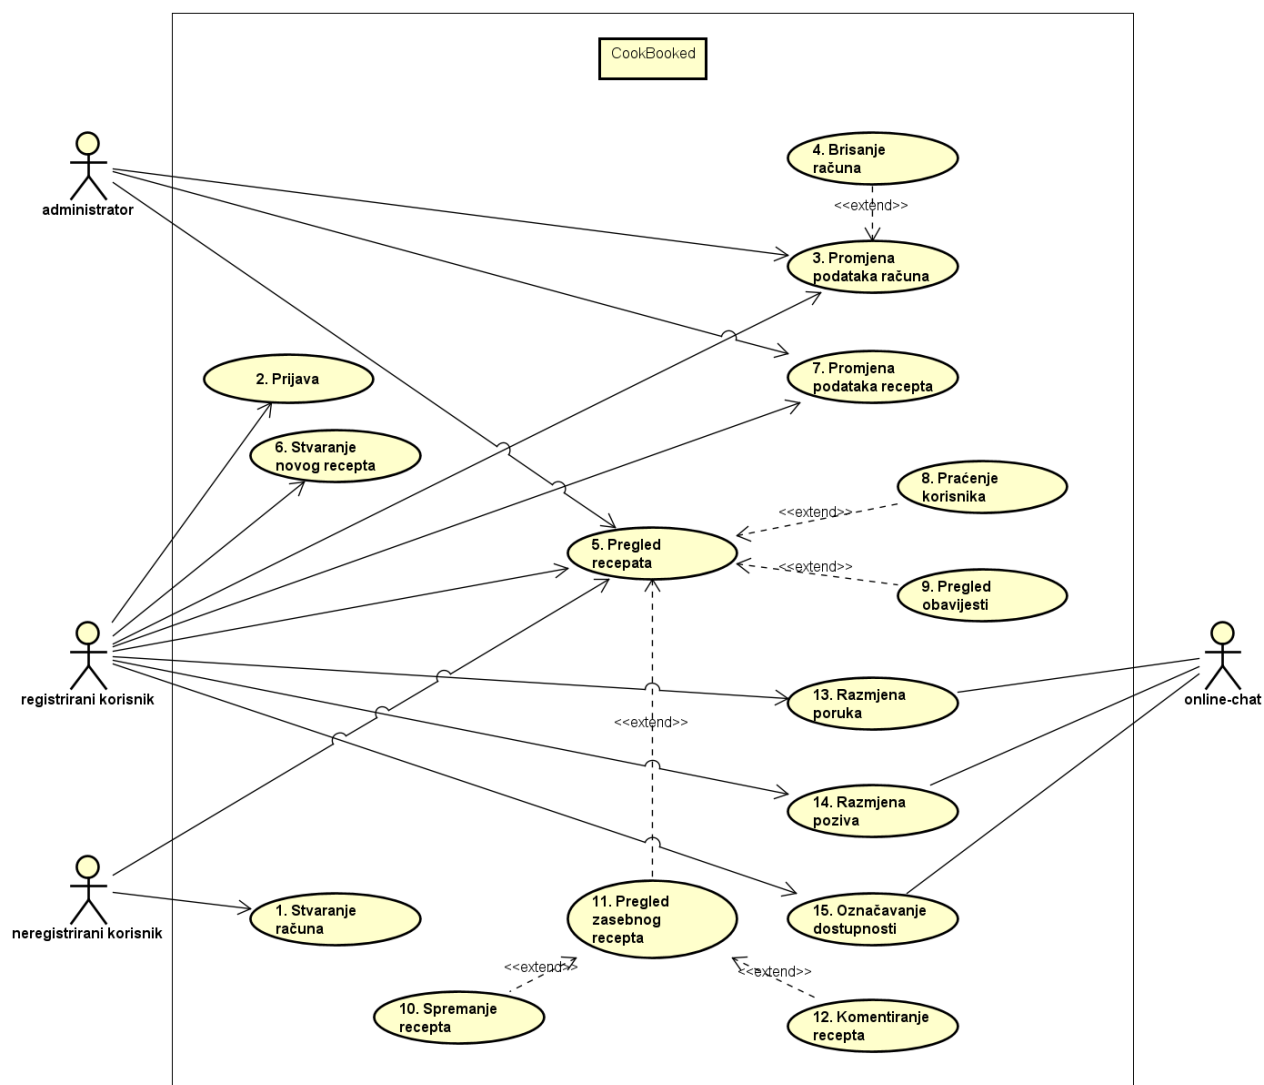 CookBooked
4. Brisanje
računa
<<extend>>
administrator
3. Promjena
podataka računa
2. Prijava
7. Promjena
podataka recepta
6. Stvaranje
novog recepta
8. Praćenje
korisnika
<<extend>>
5. Pregled
recepata
<<extend>>
9. Pregled
obavijesti
registrirani korisnik
13. Razmjena
poruka
online-chat
<<extend>>
14. Razmjena
poziva
neregistrirani korisnik
1. Stvaranje
računa
11. Pregled
zasebnog
recepta
15. Označavanje
dostupnosti
<<extend>>
<<extend>>
10. Spremanje
recepta
12. Komentiranje
recepta